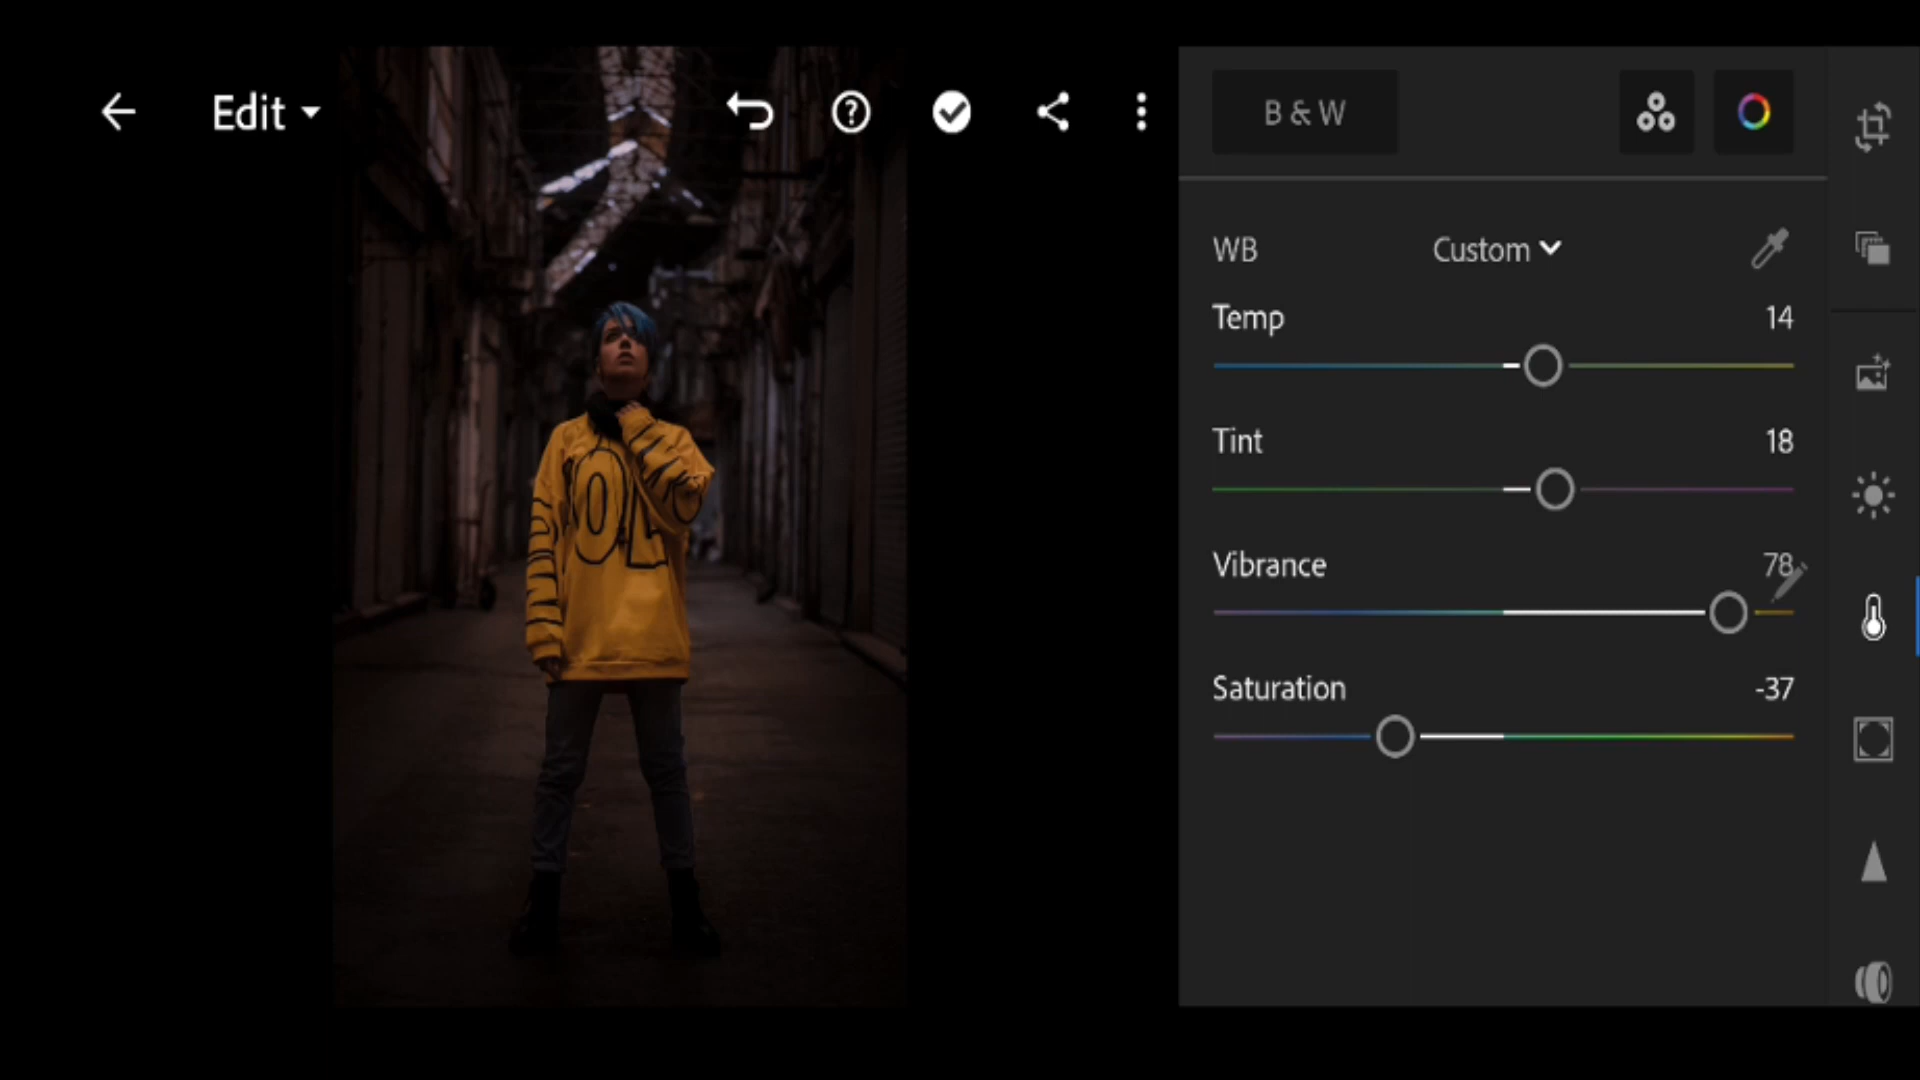 Edit
B & W
WB Custom
Temp 14
Tint 18
Vibrance 78
Saturation -37